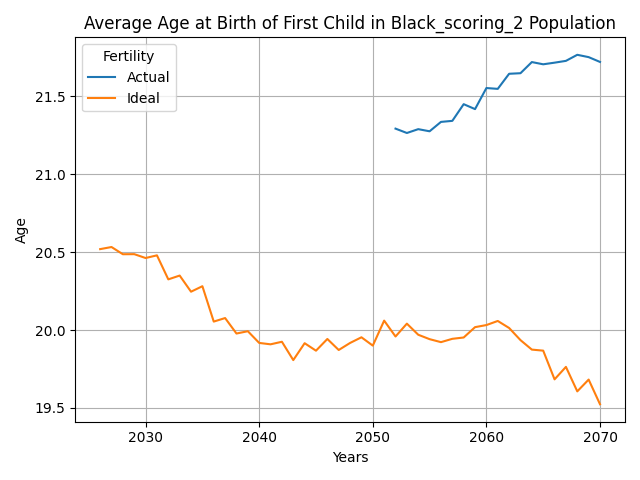 Average Age at Birth of First Child in Black_scoring_2 Population
Fertility
Actual
Ideal
21.5
21.0
20.5
20.0
19.5
Age
2030
2040
2050
2060
2070
Years